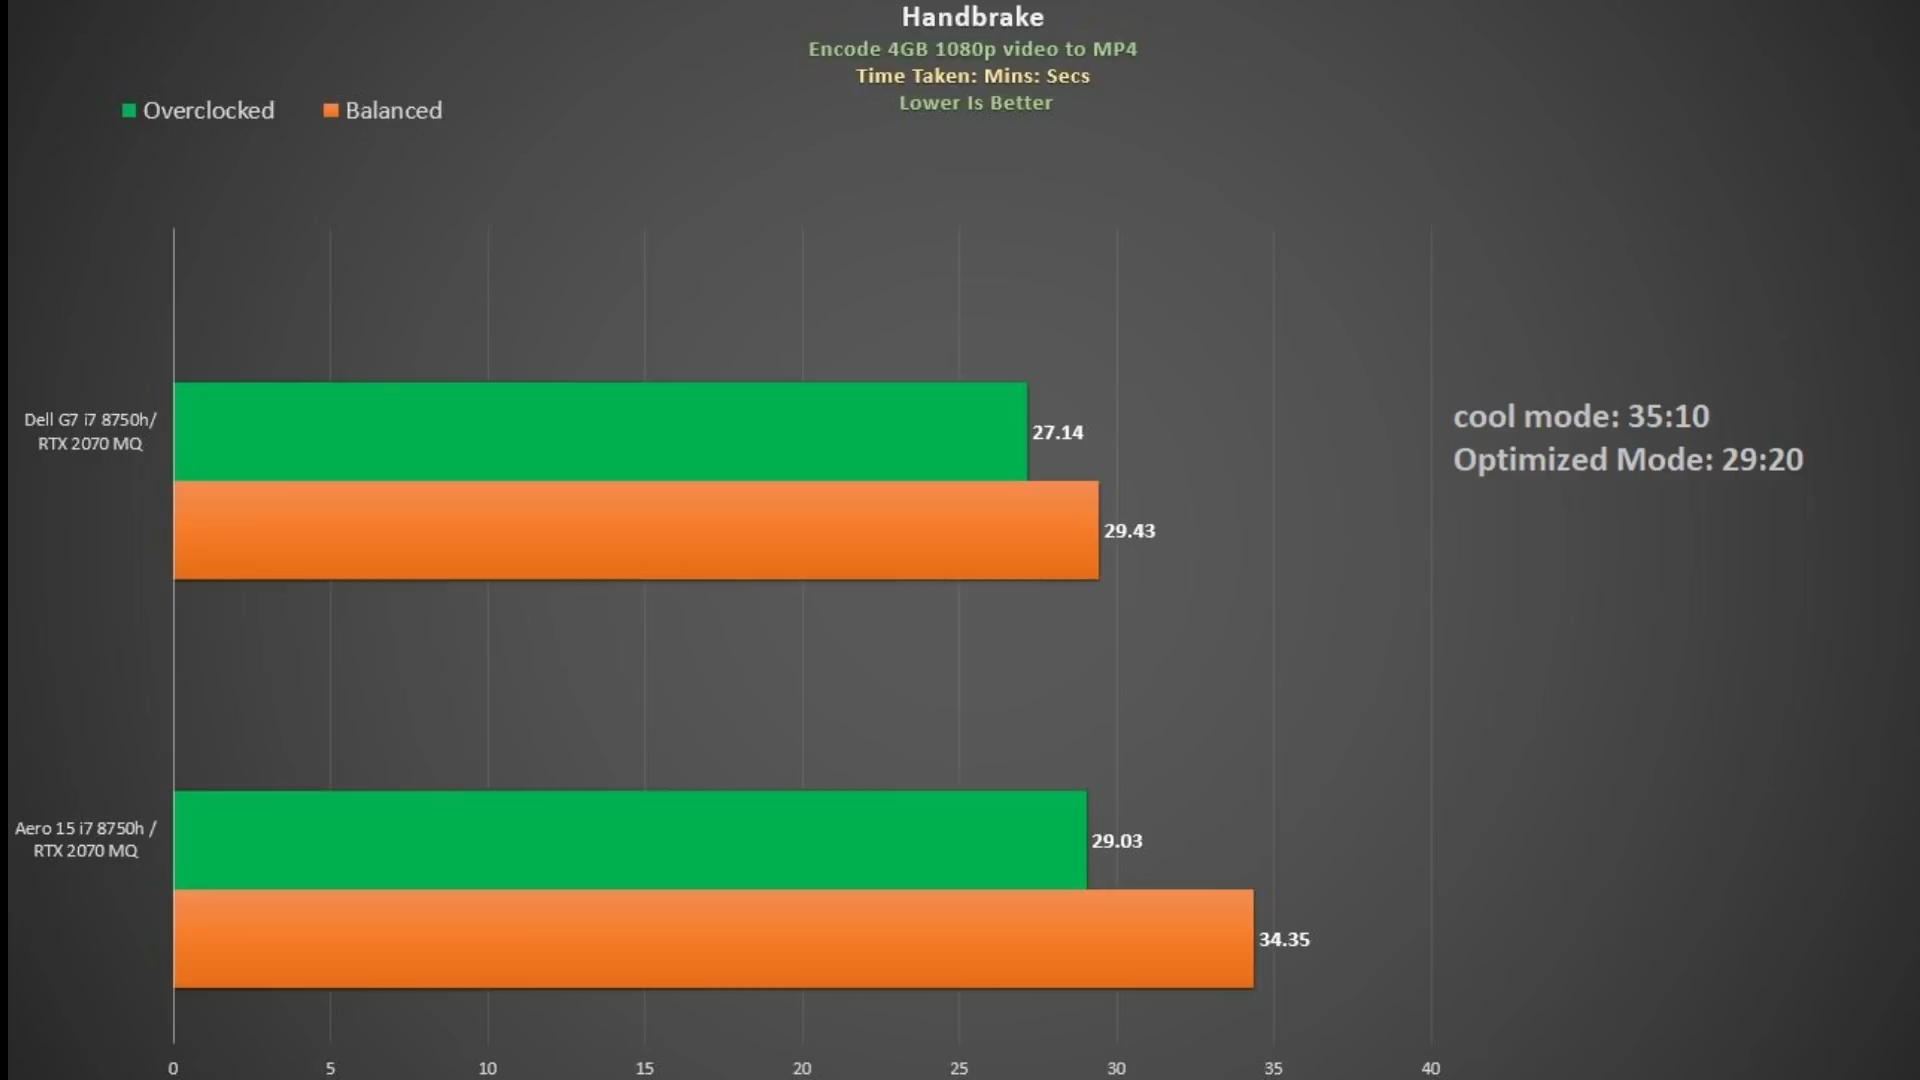 Handbrake
Encode 4GB 1080p video to MP4
Time Taken: Mins: Secs
Lower Is Better
Overclocked
Balanced
Dell G7 i7 8750h/
RTX 2070 MQ
27.14
29.43
cool mode: 35:10
Optimized Mode: 29:20
Aero 15 i7 8750h /
RTX 2070 MQ
29.03
34.35
0 5 10 15 20 25 30 35 40